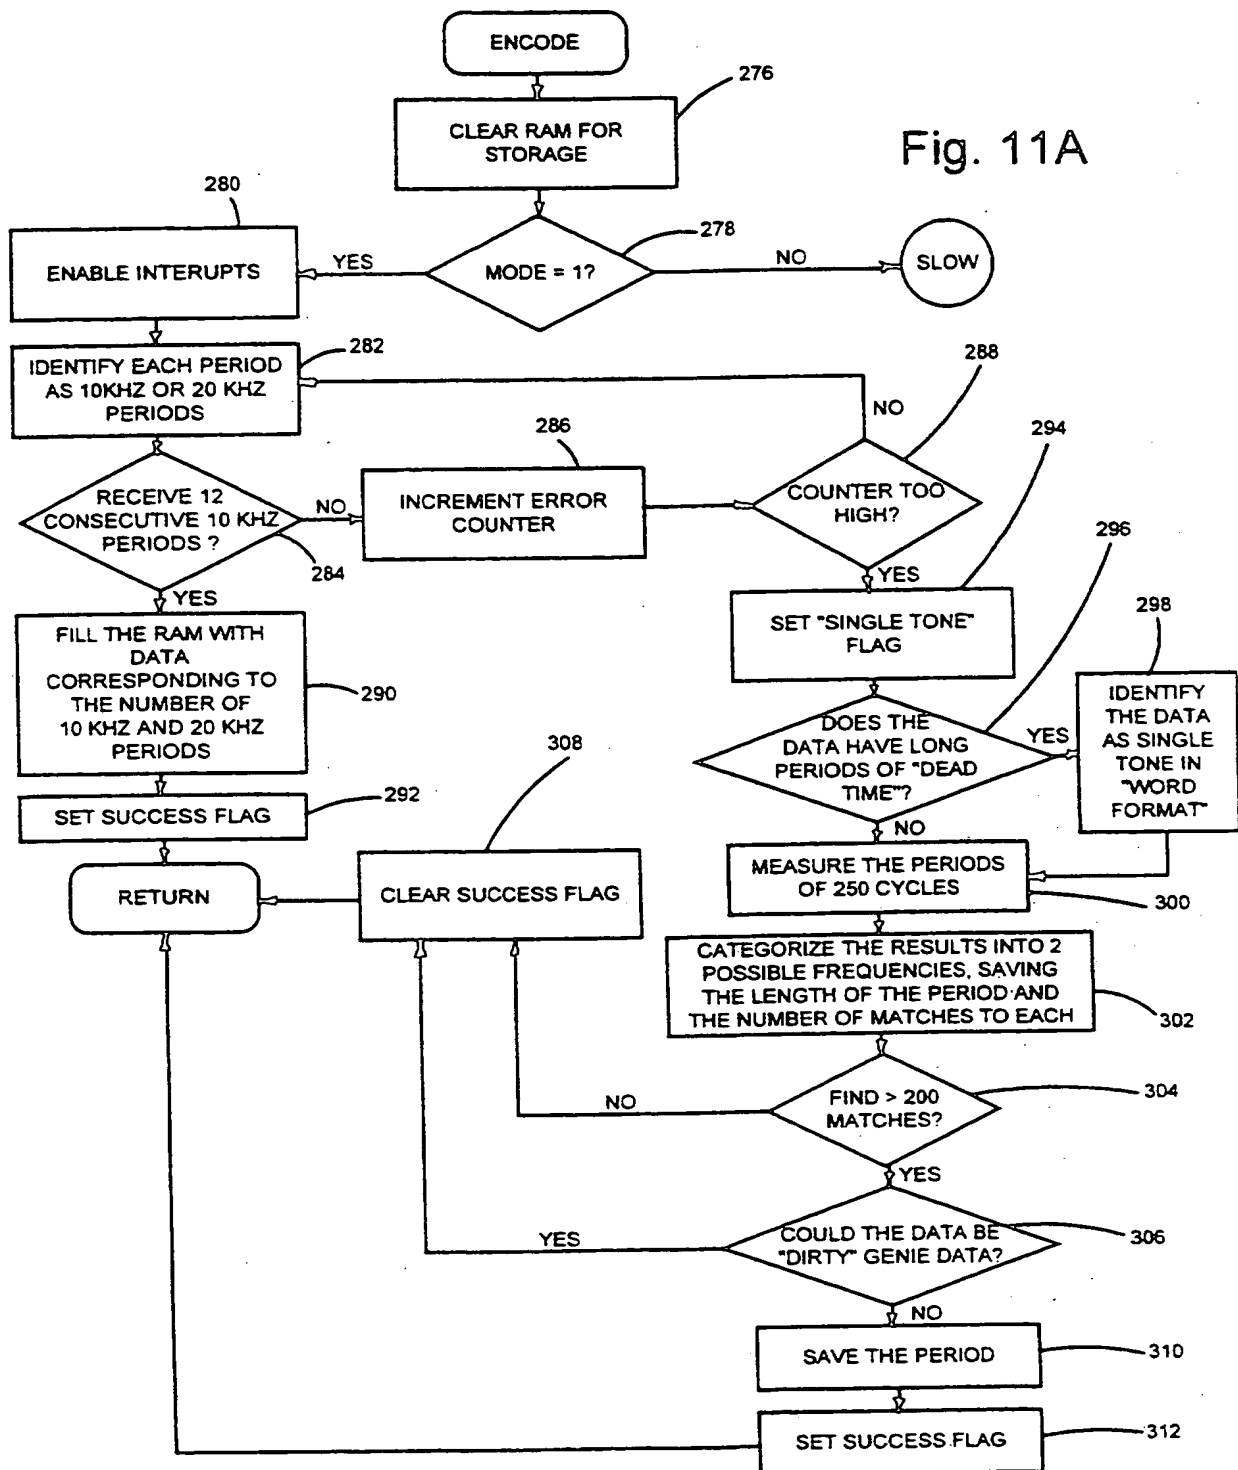 ENCODE
276
CLEAR RAM FOR
STORAGE
Fig. 11A
280
278
ENABLE INTERUPTS
YES
MODE = 1?
NO
SLOW
282
IDENTIFY EACH PERIOD
AS 10KHZ OR 20 KHZ
PERIODS
288
NO
286
294
RECEIVE 12
CONSECUTIVE 10 KHZ
PERIODS ?
NO
INCREMENT ERROR
COUNTER
COUNTER TOO
HIGH?
284
296
YES
YES
298
FILL THE RAM WITH
DATA
CORRESPONDING TO
THE NUMBER OF
10 KHZ AND 20 KHZ
PERIODS
290
SET "SINGLE TONE"
FLAG
IDENTIFY
THE DATA
AS SINGLE
TONE IN
"WORD
FORMAT"
DOES THE
DATA HAVE LONG
PERIODS OF "DEAD
TIME"?
YES
308
292
SET SUCCESS FLAG
NO
RETURN
CLEAR SUCCESS FLAG
MEASURE THE PERIODS
OF 250 CYCLES
300
CATEGORIZE THE RESULTS INTO 2
POSSIBLE FREQUENCIES, SAVING
THE LENGTH OF THE PERIOD AND
THE NUMBER OF MATCHES TO EACH
302
304
NO
FIND > 200
MATCHES?
YES
YES
COULD THE DATA BE
"DIRTY" GENIE DATA?
306
NO
SAVE THE PERIOD
310
SET SUCCESS FLAG
312